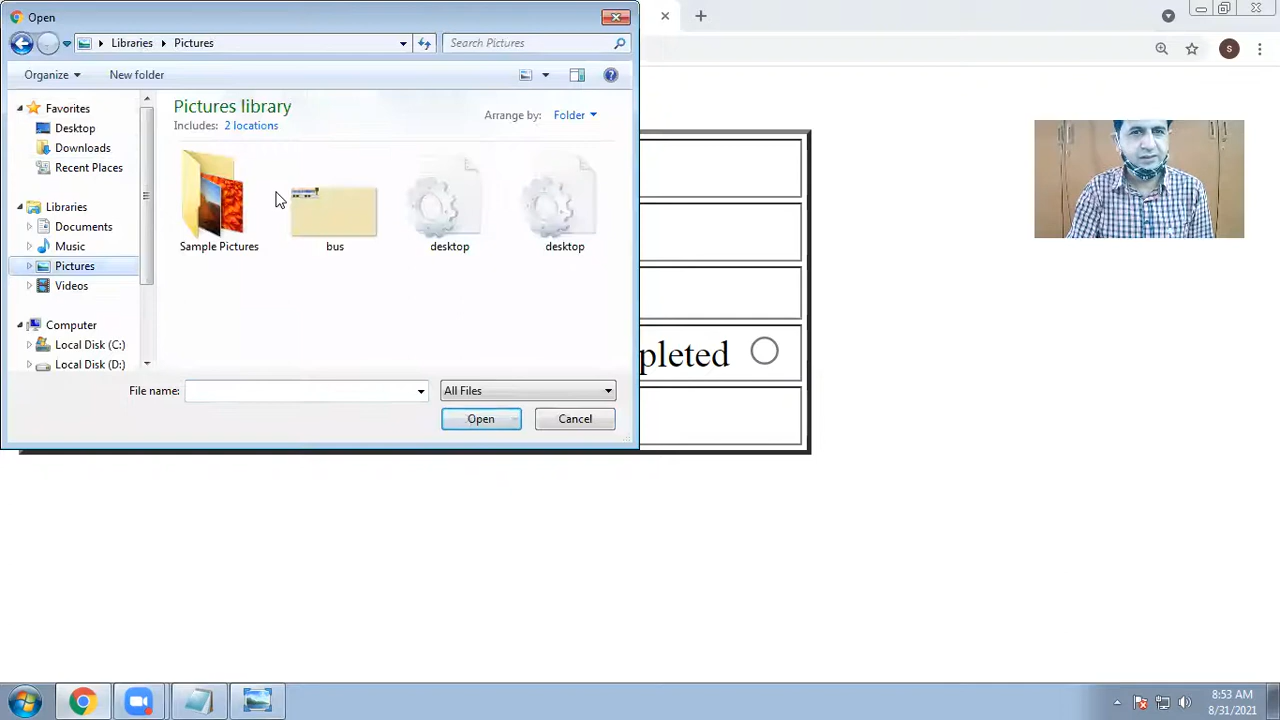 Open
Libraries
Pictures
Search Pictures
Organize
New folder
Pictures library
Includes: 2 locations
Arrange by: Folder
Favorites
Desktop
Downloads
Recent Places
Libraries
Documents
Music
Pictures
Videos
Computer
Local Disk (C:)
Local Disk (D:)
Sample Pictures
bus
desktop
desktop
File name:
All Files
Open
Cancel
pleted
S
8:53 AM
8/31/2021